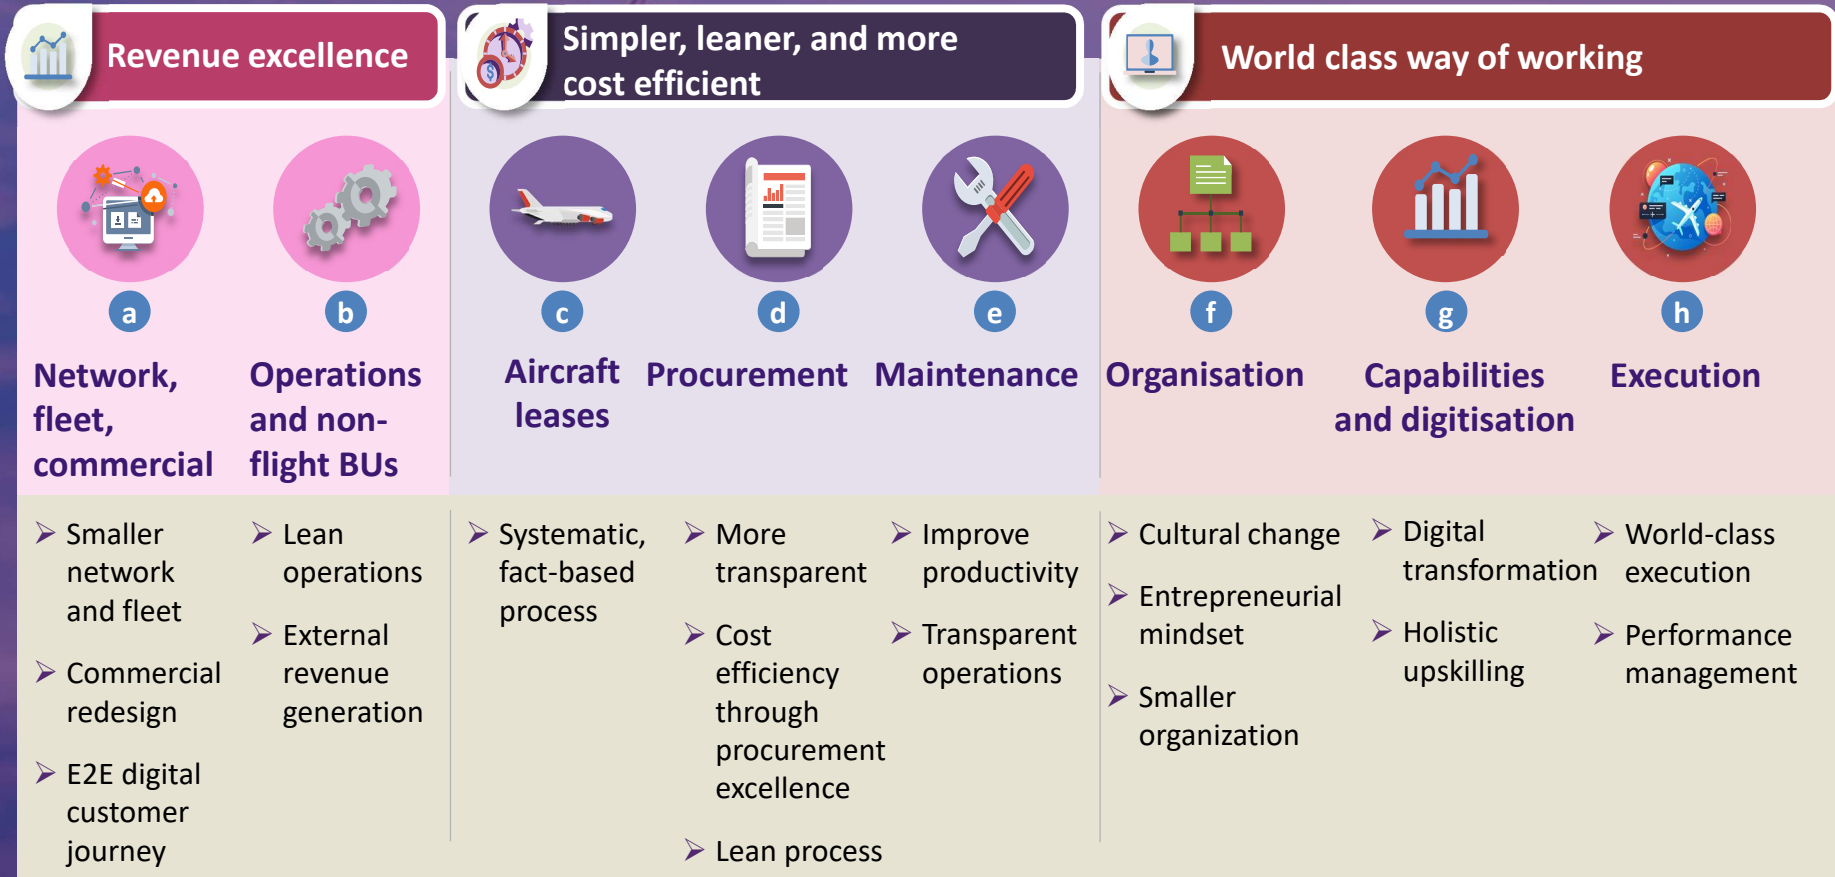 Revenue excellence
Simpler, leaner, and more
cost efficient
World class way of working
a
Network,
fleet,
commercial
b
Operations
and non-
flight BUs
c
Aircraft
leases
d
Procurement
e
Maintenance
f
Organisation
g
Capabilities
and digitisation
h
Execution
➢ Smaller
network
and fleet
➢ Commercial
redesign
➢ E2E digital
customer
journey
➢ Lean
operations
➢ External
revenue
generation
➢ Systematic,
fact-based
process
➢ More
transparent
➢ Cost
efficiency
through
procurement
excellence
➢ Lean process
➢ Improve
productivity
➢ Transparent
operations
➢ Cultural change
➢ Entrepreneurial
mindset
➢ Smaller
organization
➢ Digital
transformation
➢ Holistic
upskilling
➢ World-class
execution
➢ Performance
management